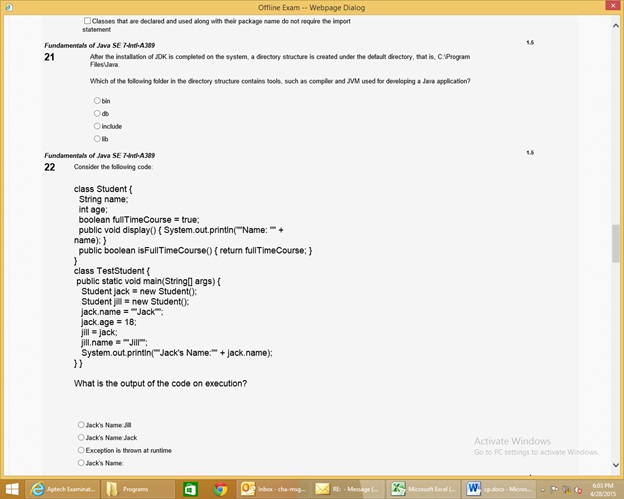 Offline Exam -- Webpage Dialog
Classes that are declared and used along with their package name do not require the import
statement
Fundamentals of Java SE 7-Intl-A389
1.5
21
After the installation of JDK is completed on the system, a directory structure is created under the default directory, that is, C:\Program
Files\Java.
Which of the following folder in the directory structure contains tools, such as compiler and JVM used for developing a Java application?
bin
db
include
lib
Fundamentals of Java SE 7-Intl-A389
1.5
22
Consider the following code:
class Student {
String name;
int age;
boolean fullTimeCourse = true;
public void display() { System.out.println(""Name: "" +
name); }
public boolean isFullTimeCourse() { return fullTimeCourse; }
}
class TestStudent {
public static void main(String[] args) {
Student jack = new Student();
Student jill = new Student();
jack.name = ""Jack"";
jack.age = 18;
jill = jack;
jill.name = ""Jill"";
System.out.println(""Jack's Name:"" + jack.name);
} }
What is the output of the code on execution?
Jack's Name:Jill
Jack's Name:Jack
Exception is thrown at runtime
Jack's Name:
Activate Windows
Go to PC settings to activate Windows.
Aptech Examinat...
Programs
Inbox - cha-msg...
RE: - Message (...
Microsoft Excel (...
cp.docx - Micros...
6:03 PM
4/28/2015